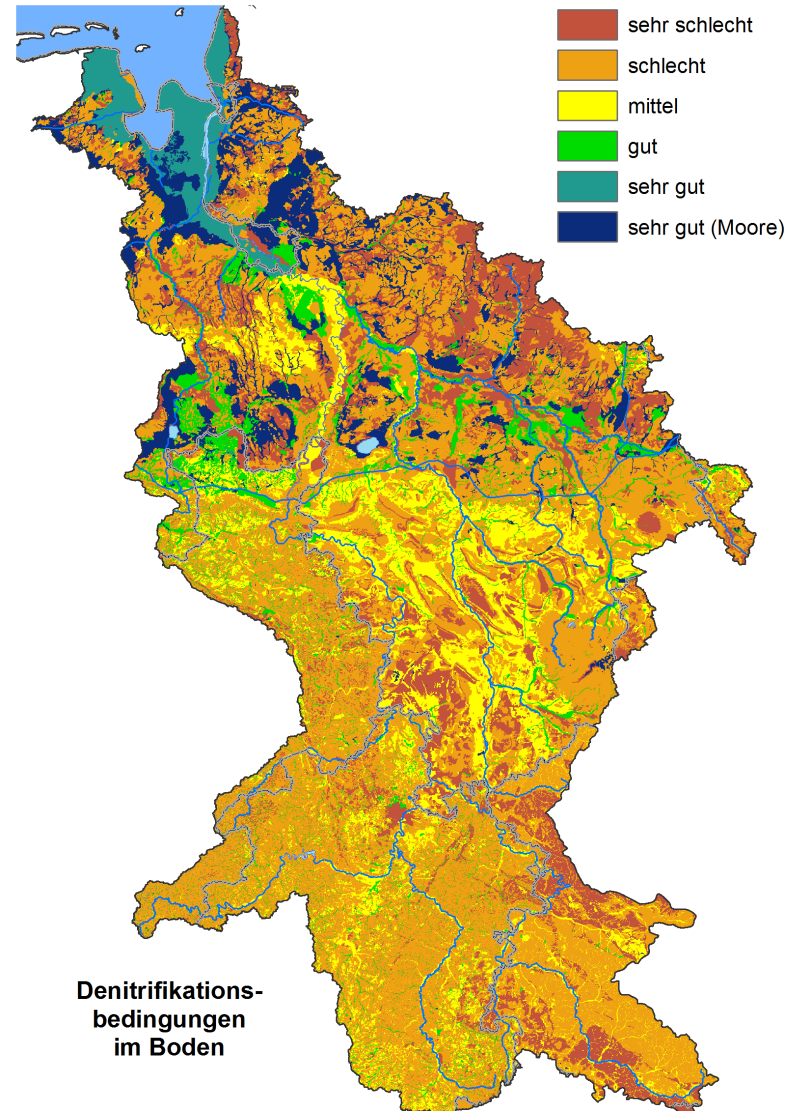 sehr schlecht
schlecht
mittel
gut
sehr gut
sehr gut (Moore)
Denitrifikations-
bedingungen
im Boden